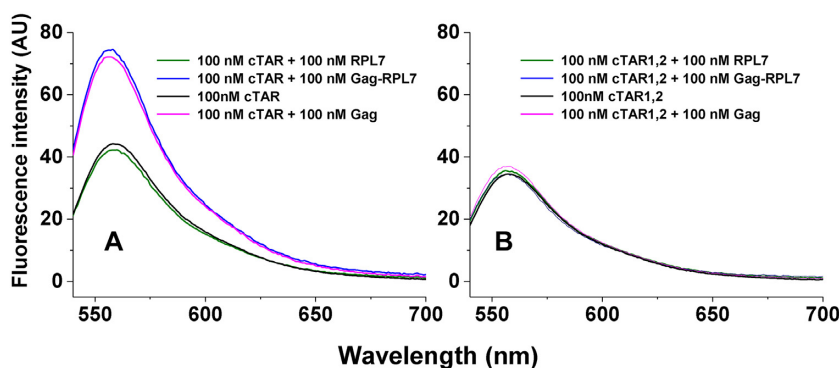 Fluorescence intensity (AU)
80
60
40
20
0
100 nM cTAR + 100 nM RPL7
100 nM cTAR + 100 nM Gag-RPL7
100nM cTAR
100 nM cTAR + 100 nM Gag
A
550
600
650
700
80
60
40
20
0
100 nM cTAR1,2 + 100 nM RPL7
100 nM cTAR1,2 + 100 nM Gag-RPL7
100nM cTAR1,2
100 nM cTAR1,2 + 100 nM Gag
B
550
600
650
700
Wavelength (nm)